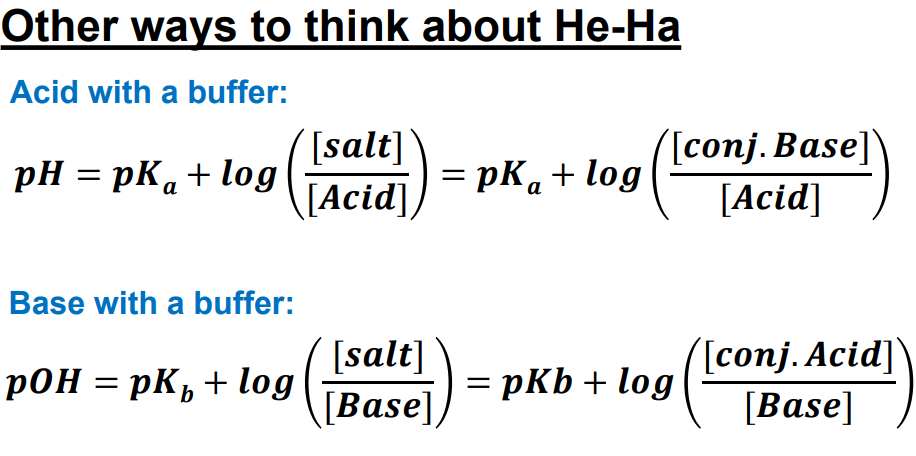 Other ways to think about He-Ha
Acid with a buffer:
pH = pKₐ + log([salt]/[Acid]) = pKₐ + log([conj. Base]/[Acid])
Base with a buffer:
pOH = pK_b + log([salt]/[Base]) = pKb + log([conj. Acid]/[Base])